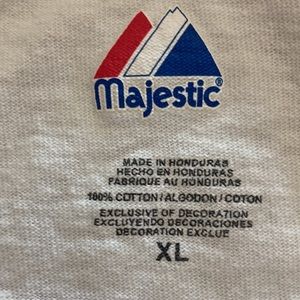 Majestic®
MADE IN HONDURAS
HECHO EN HONDURAS
FABRIQUE AU HONDURAS
100% COTTON / ALGODON / COTON
EXCLUSIVE OF DECORATION
EXCLUYENDO DECORACIONES
DECORATION EXCLUE
XL